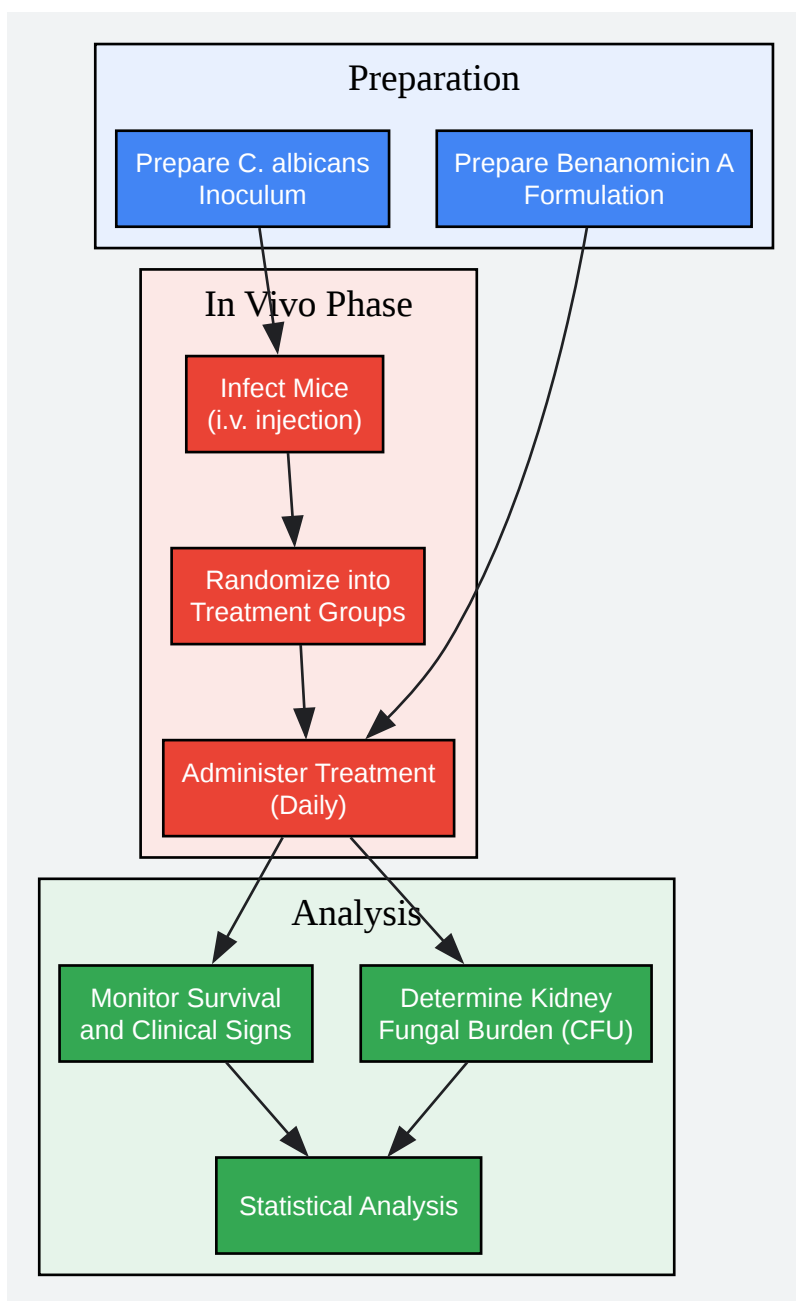 Preparation
Prepare C. albicans
Inoculum
Prepare Benanomicin A
Formulation
In Vivo Phase
Infect Mice
(i.v. injection)
Randomize into
Treatment Groups
Administer Treatment
(Daily)
Analysis
Monitor Survival
and Clinical Signs
Determine Kidney
Fungal Burden (CFU)
Statistical Analysis